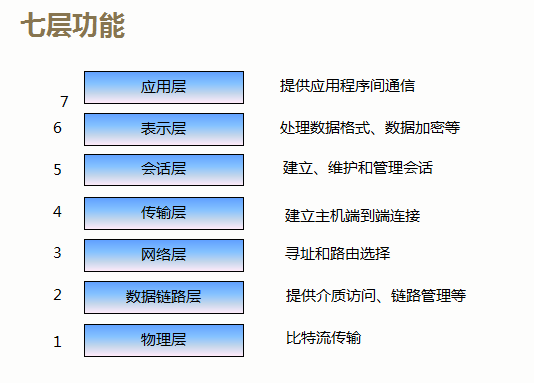 七层功能
7 应用层 提供应用程序间通信
6 表示层 处理数据格式、数据加密等
5 会话层 建立、维护和管理会话
4 传输层 建立主机端到端连接
3 网络层 寻址和路由选择
2 数据链路层 提供介质访问、链路管理等
1 物理层 比特流传输